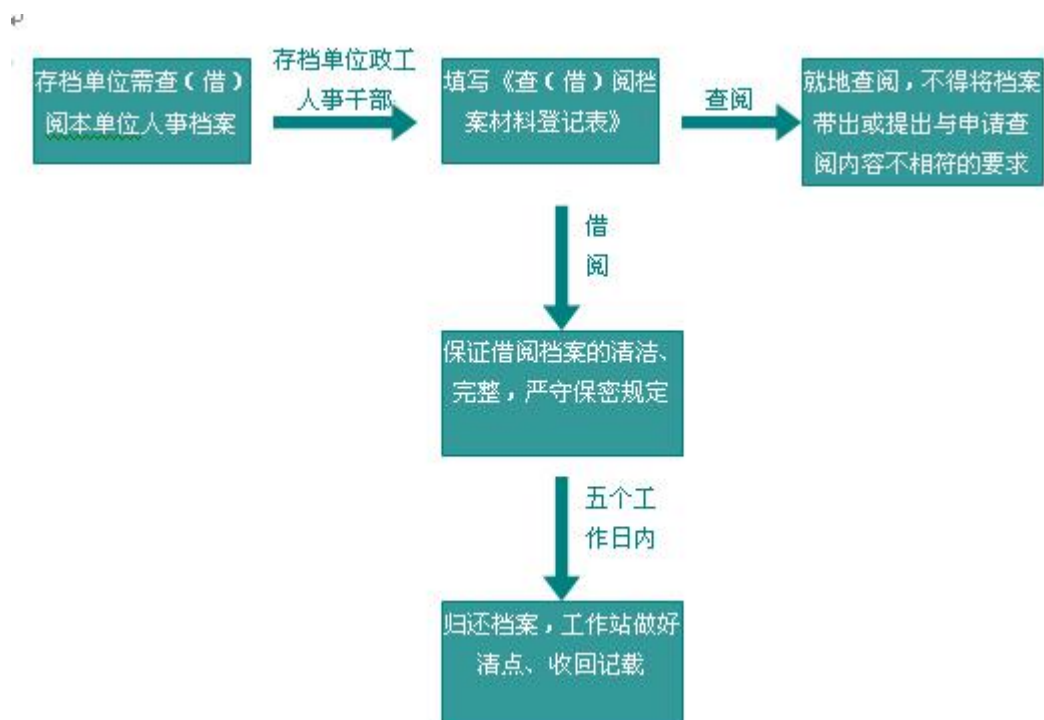 存档单位需查(借)
阅本单位人事档案
存档单位政工
人事干部
填写《查(借)阅档
案材料登记表》
查阅
就地查阅,不得将档案
带出或提出与申请查
阅内容不相符的要求
借
阅
保证借阅档案的清洁、
完整,严守保密规定
五个工
作日内
归还档案,工作站做好
清点、收回记载